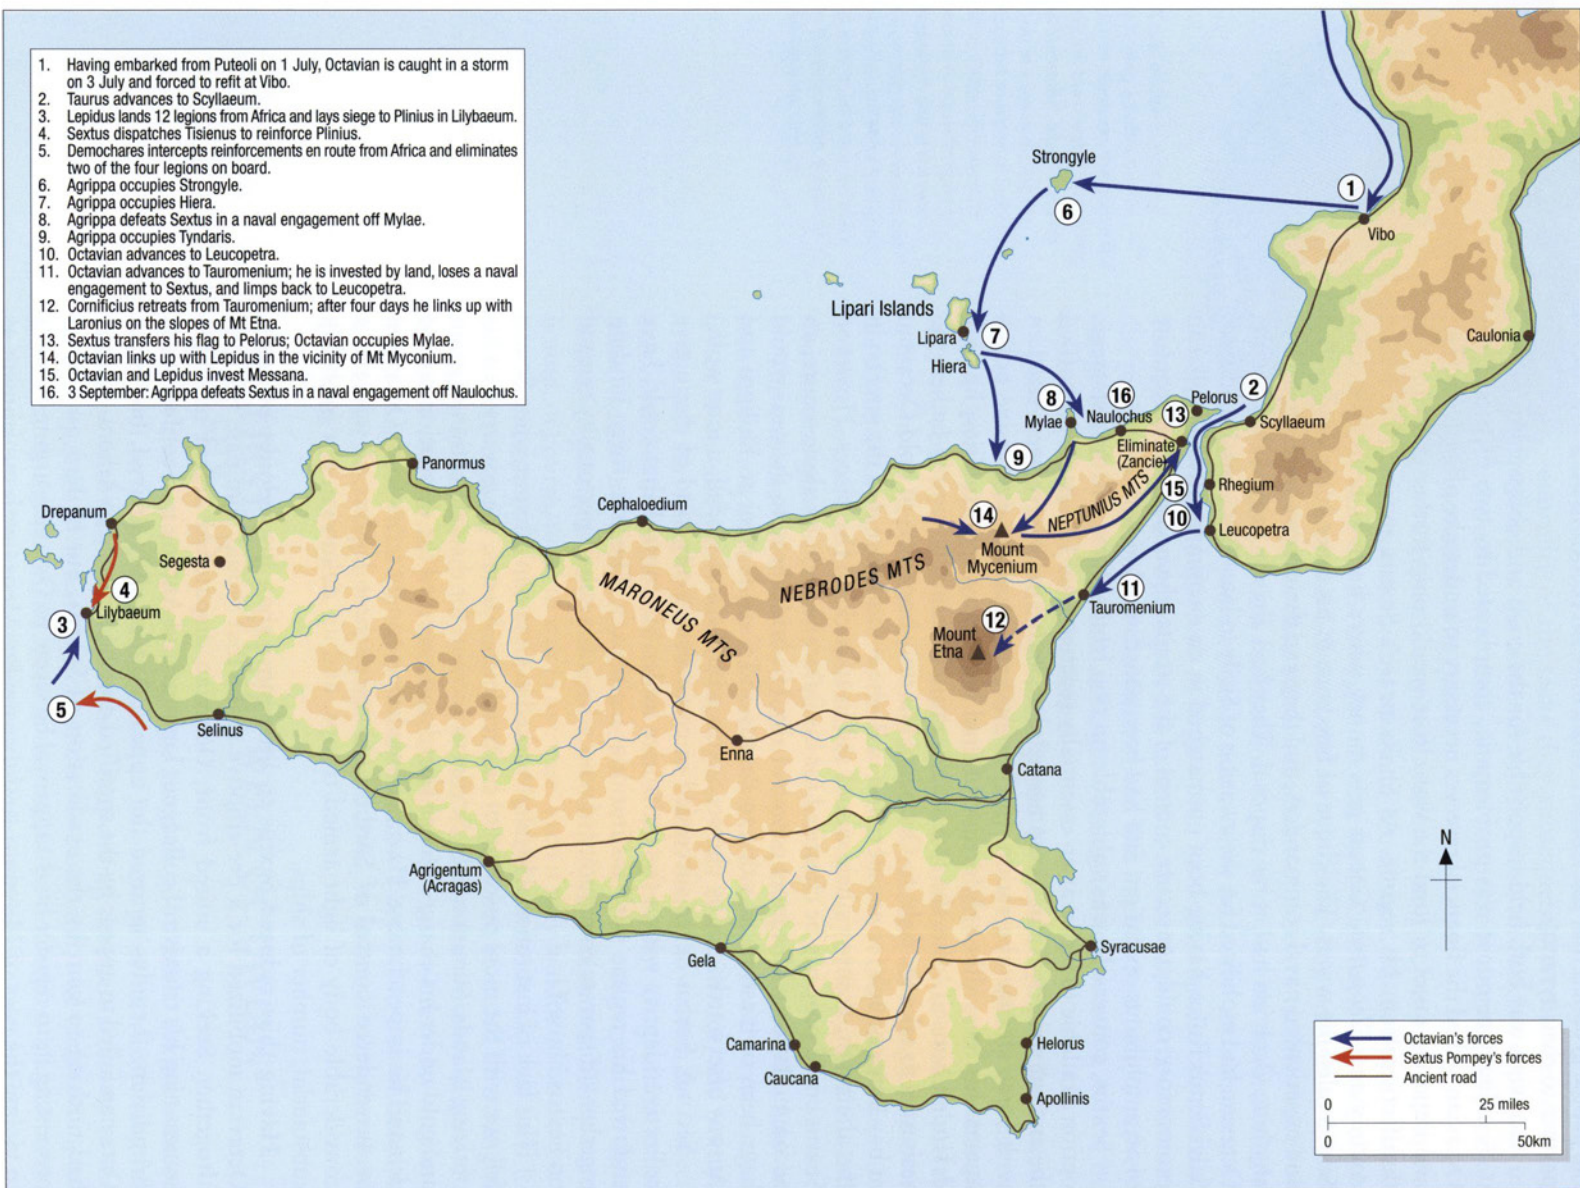 1. Having embarked from Puteoli on 1 July, Octavian is caught in a storm
on 3 July and forced to refit at Vibo.
2. Taurus advances to Scyllaeum.
3. Lepidus lands 12 legions from Africa and lays siege to Plinius in Lilybaeum.
4. Sextus dispatches Tisienus to reinforce Plinius.
5. Demochares intercepts reinforcements en route from Africa and eliminates
two of the four legions on board.
6. Agrippa occupies Strongyle.
7. Agrippa occupies Hiera.
8. Agrippa defeats Sextus in a naval engagement off Mylae.
9. Agrippa occupies Tyndaris.
10. Octavian advances to Leucopetra.
11. Octavian advances to Tauromenium; he is invested by land, loses a naval
engagement to Sextus, and limps back to Leucopetra.
12. Cornificius retreats from Tauromenium; after four days he links up with
Laronius on the slopes of Mt Etna.
13. Sextus transfers his flag to Pelorus; Octavian occupies Mylae.
14. Octavian links up with Lepidus in the vicinity of Mt Myconium.
15. Octavian and Lepidus invest Messana.
16. 3 September: Agrippa defeats Sextus in a naval engagement off Naulochus.
Strongyle
6
1
Vibo
Lipari Islands
Lipara
7
Hiera
Caulonia
8
Mylae
16
Naulochus
13
Pelorus
2
Scyllaeum
Eliminate
(Zancie)
9
Panormus
Drepanum
Cephaloedium
15
Rhegium
14
NEPTUNIUS MTS
10
Leucopetra
Segesta
Mount
Mycenium
NEBRODES MTS
MARONEUS MTS
4
3
Lilybaeum
11
Tauromenium
12
Mount
Etna
5
Selinus
Enna
Catana
N
Agrigentum
(Acragas)
Gela
Syracusae
Camarina
Caucana
Helorus
Apollinis
Octavian's forces
Sextus Pompey's forces
Ancient road
0 25 miles
0 50km